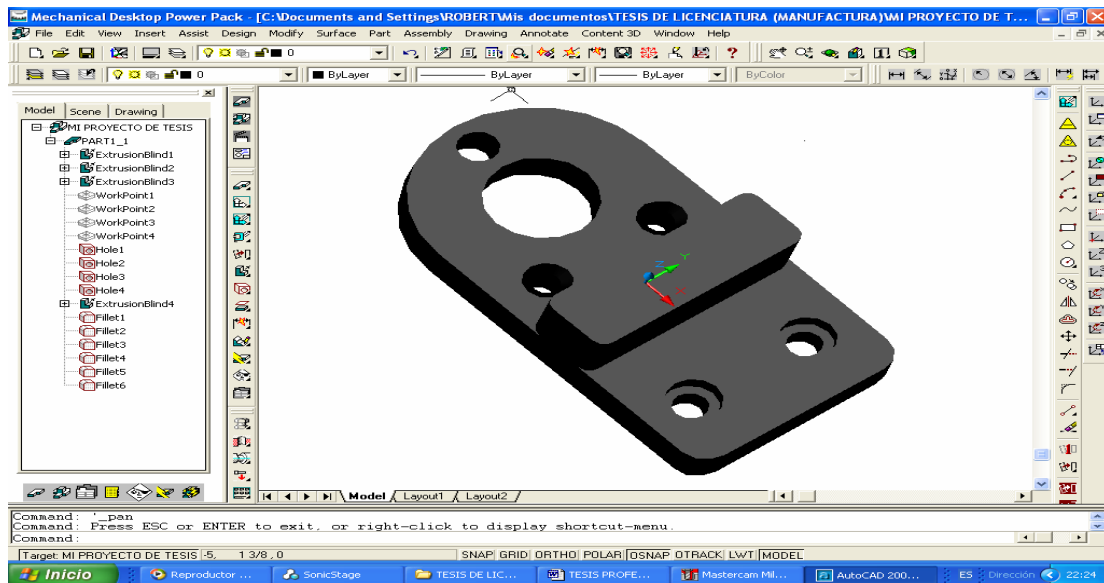 Mechanical Desktop Power Pack - [C:\Documents and Settings\ROBERT\Mis documentos\TESIS DE LICENCIATURA (MANUFACTURA)\MI PROYECTO DE T...
File Edit View Insert Assist Design Modify Surface Part Assembly Drawing Annotate Content 3D Window Help
0
0 ByLayer ByLayer ByLayer ByColor
Model Scene Drawing
MI PROYECTO DE TESIS
PART1_1
ExtrusionBlind1
ExtrusionBlind2
ExtrusionBlind3
WorkPoint1
WorkPoint2
WorkPoint3
WorkPoint4
Hole1
Hole2
Hole3
Hole4
ExtrusionBlind4
Fillet1
Fillet2
Fillet3
Fillet4
Fillet5
Fillet6
Z Y
X
Model Layout1 Layout2
Command: '_pan
Command: Press ESC or ENTER to exit, or right-click to display shortcut-menu.
Command:
Target: MI PROYECTO DE TESIS -5, 1 3/8 , 0 SNAP GRID ORTHO POLAR OSNAP OTRACK LWT MODEL
Inicio Reproductor ... SonicStage TESIS DE LIC... TESIS PROFE... Mastercam Mil... AutoCAD 200... ES Dirección 22:24